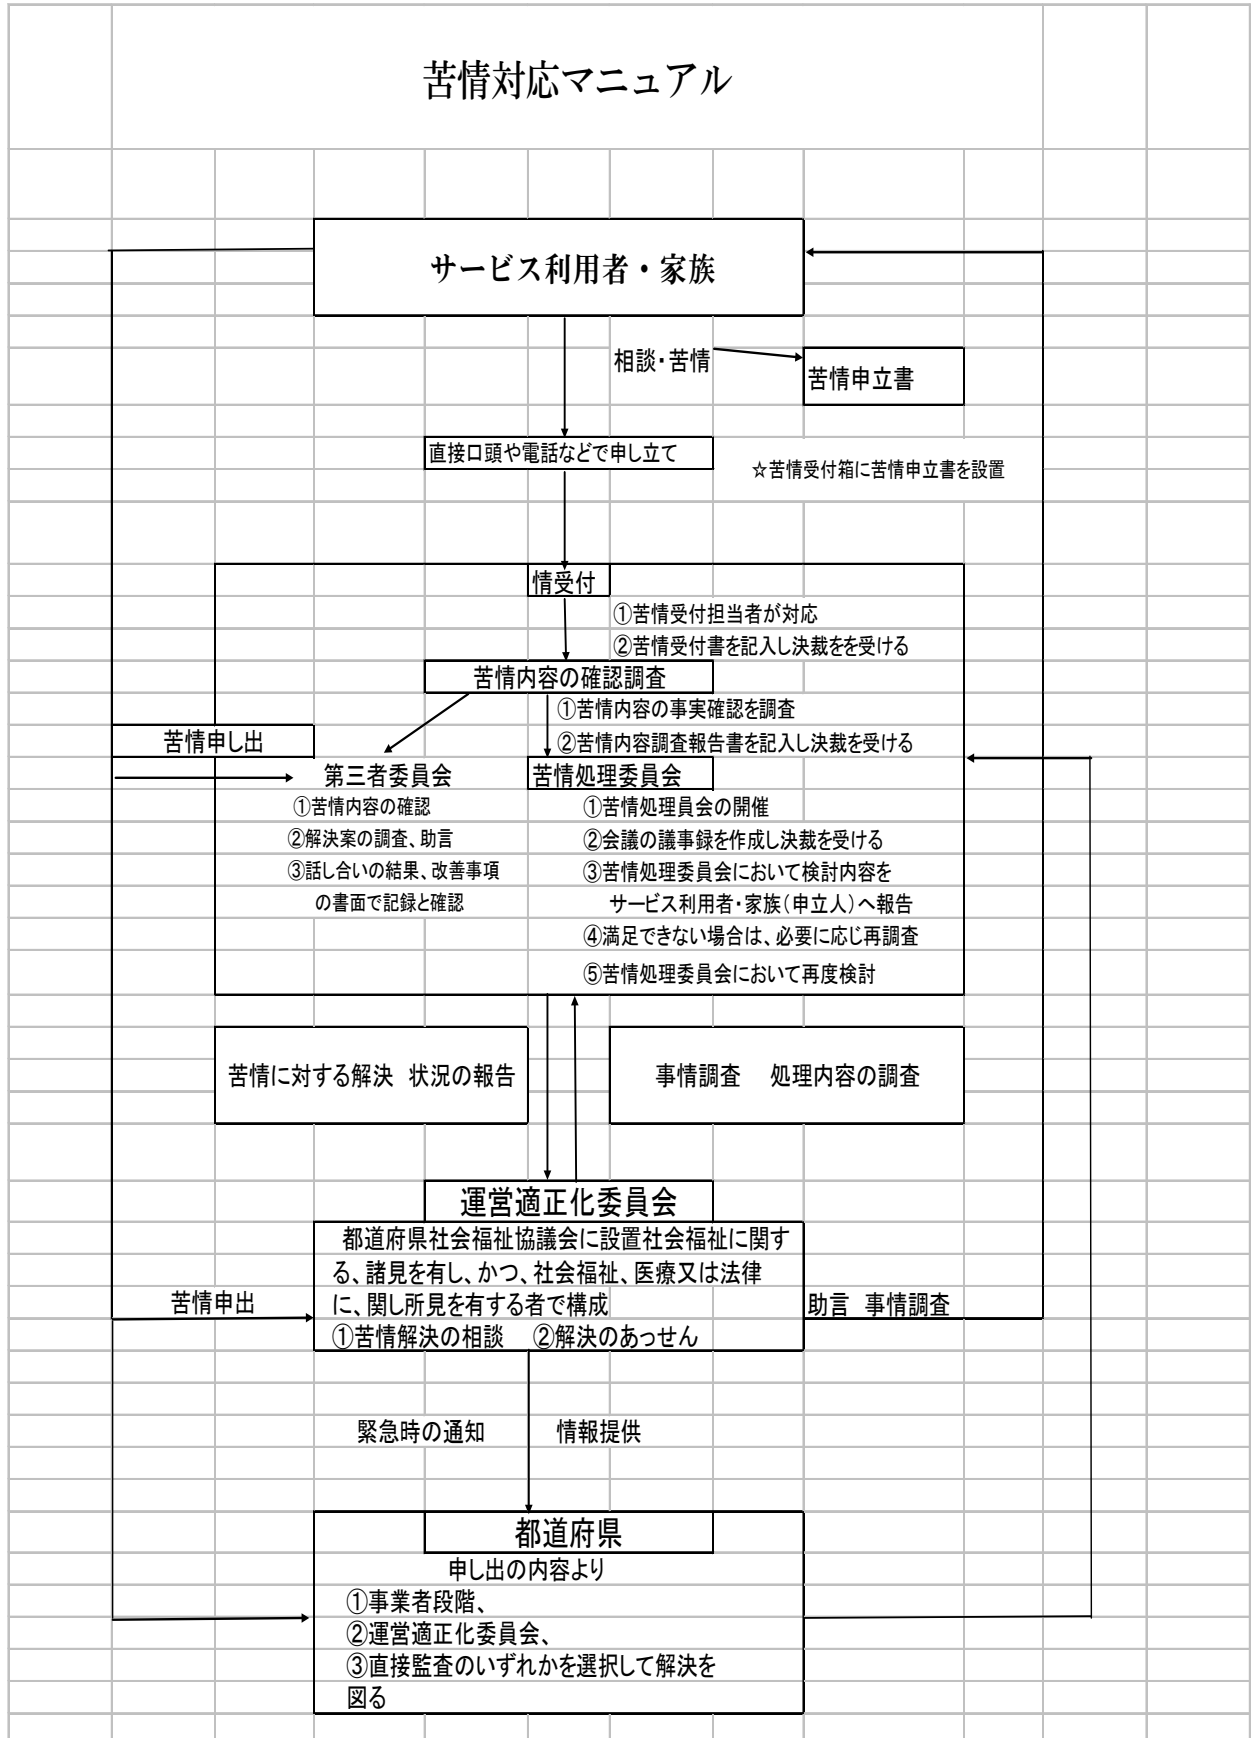 苦情対応マニュアル
サービス利用者・家族
相談・苦情
苦情申立書
直接口頭や電話などで申し立て
☆苦情受付箱に苦情申立書を設置
情受付
①苦情受付担当者が対応
②苦情受付書を記入し決裁をを受ける
苦情内容の確認調査
①苦情内容の事実確認を調査
苦情申し出
②苦情内容調査報告書を記入し決裁を受ける
第三者委員会
①苦情内容の確認
②解決案の調査、助言
③話し合いの結果、改善事項
の書面で記録と確認
苦情処理委員会
①苦情処理員会の開催
②会議の議事録を作成し決裁を受ける
③苦情処理委員会において検討内容を
サービス利用者・家族（申立人）へ報告
④満足できない場合は、必要に応じ再調査
⑤苦情処理委員会において再度検討
苦情に対する解決 状況の報告
事情調査 処理内容の調査
運営適正化委員会
都道府県社会福祉協議会に設置社会福祉に関す
る、諸見を有し、かつ、社会福祉、医療又は法律
に、関し所見を有する者で構成
①苦情解決の相談 ②解決のあっせん
苦情申出
助言 事情調査
緊急時の通知
情報提供
都道府県
申し出の内容より
①事業者段階、
②運営適正化委員会、
③直接監査のいずれかを選択して解決を
図る